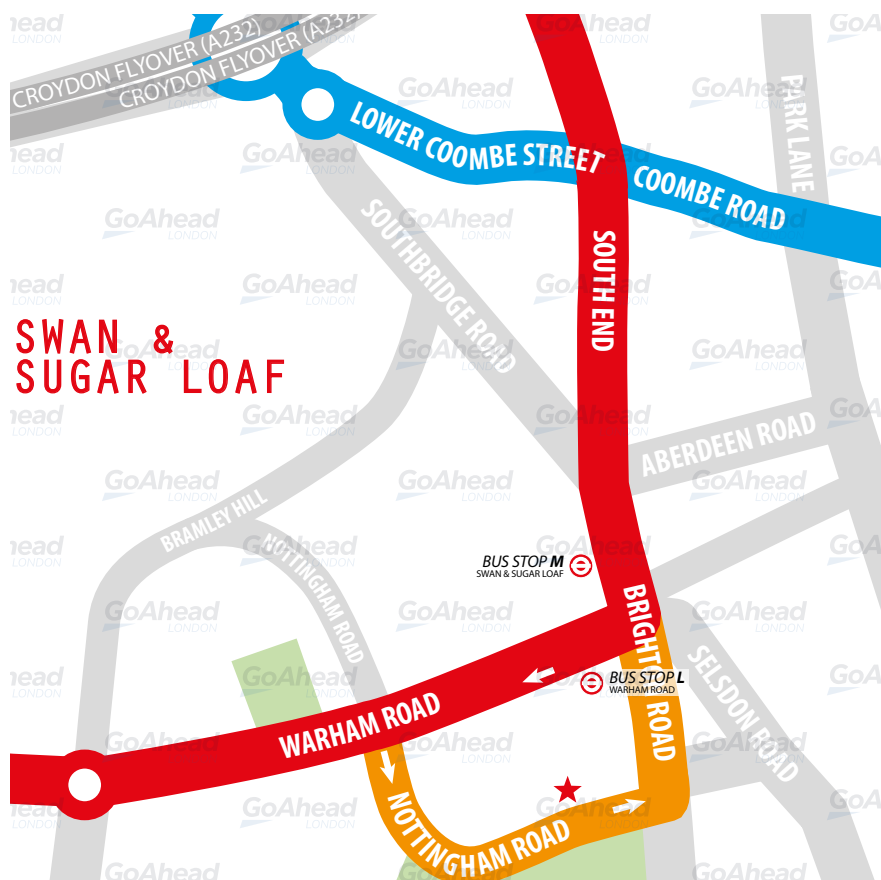 CROYDON FLYOVER (A232)
CROYDON FLYOVER (A232)
LOWER COOMBE STREET
COOMBE ROAD
PARK LANE
SOUTHBRIDGE ROAD
SOUTH END
SWAN &
SUGAR LOAF
ABERDEEN ROAD
BRAMLEY HILL
NOTTINGHAM ROAD
BUS STOP M
SWAN & SUGAR LOAF
BUS STOP L
WARHAM ROAD
ROAD
SELSDON ROAD
WARHAM ROAD
NOTTINGHAM ROAD
GoAhead
LONDON